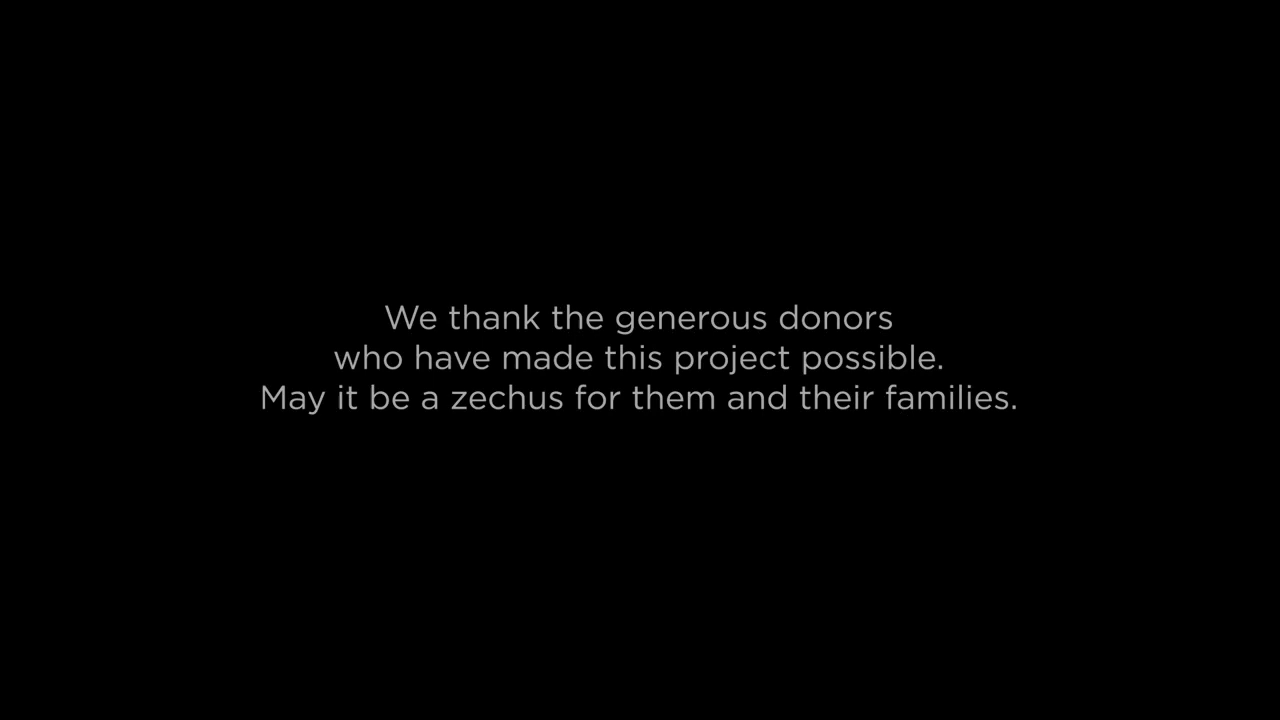 We thank the generous donors
who have made this project possible.
May it be a zechus for them and their families.